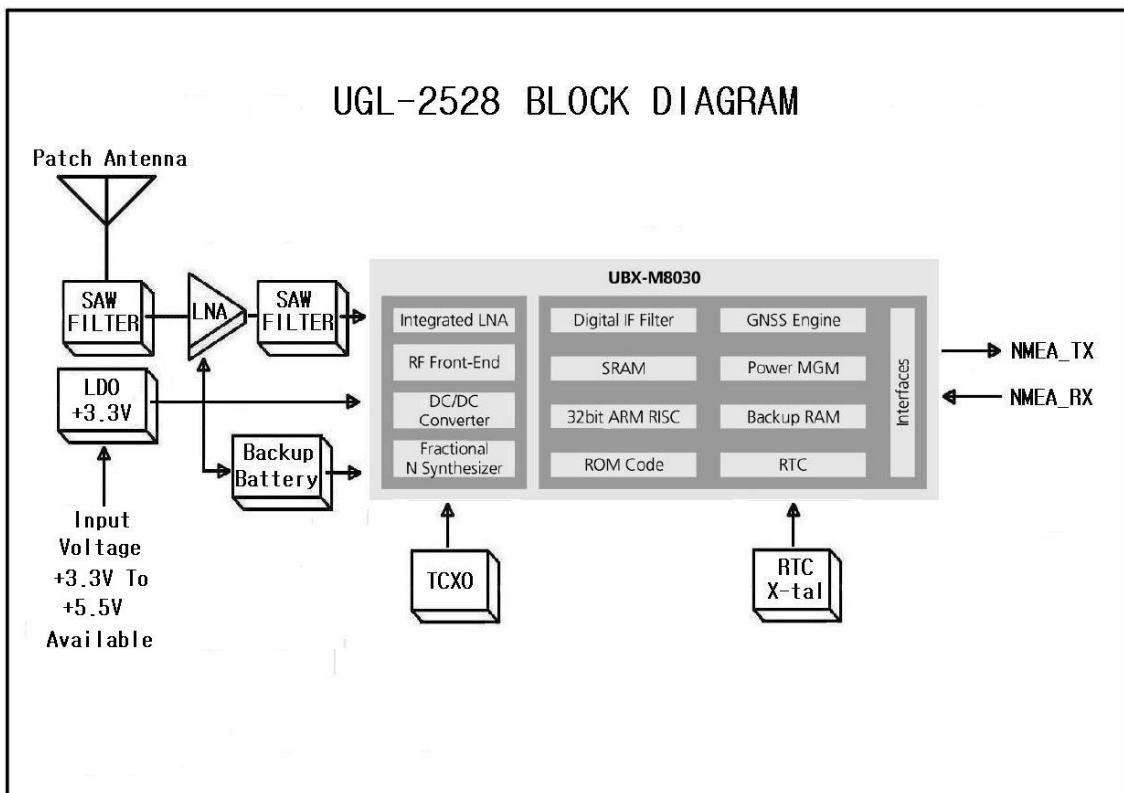 UGL-2528 BLOCK DIAGRAM
Patch Antenna
SAW
FILTER
LNA
SAW
FILTER
LDO
+3.3V
Backup
Battery
Input
Voltage
+3.3V To
+5.5V
Available
UBX-M8030
Integrated LNA
RF Front-End
DC/DC
Converter
Fractional
N Synthesizer
Digital IF Filter
SRAM
32bit ARM RISC
ROM Code
GNSS Engine
Power MGM
Backup RAM
RTC
Interfaces
NMEA_TX
NMEA_RX
TCXO
RTC
X-tal